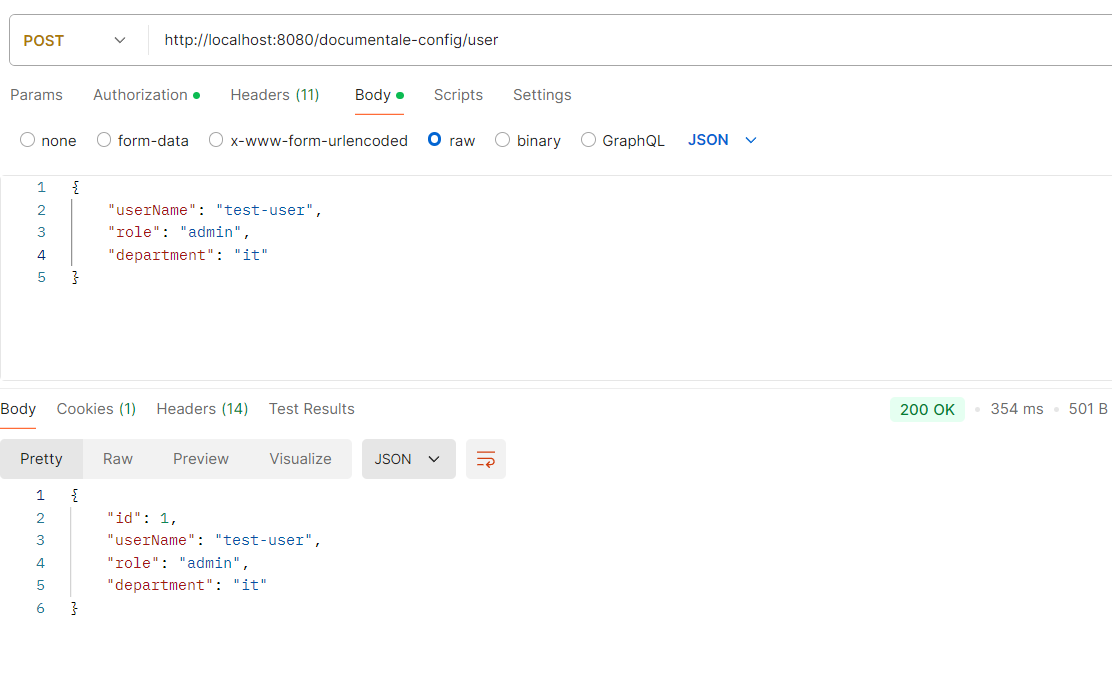 POST http://localhost:8080/documentale-config/user
Params Authorization Headers (11) Body Scripts Settings
none form-data x-www-form-urlencoded raw binary GraphQL JSON
1 {
2 "userName": "test-user",
3 "role": "admin",
4 "department": "it"
5 }
Body Cookies (1) Headers (14) Test Results 200 OK 354 ms 501 B
Pretty Raw Preview Visualize JSON
1 {
2 "id": 1,
3 "userName": "test-user",
4 "role": "admin",
5 "department": "it"
6 }